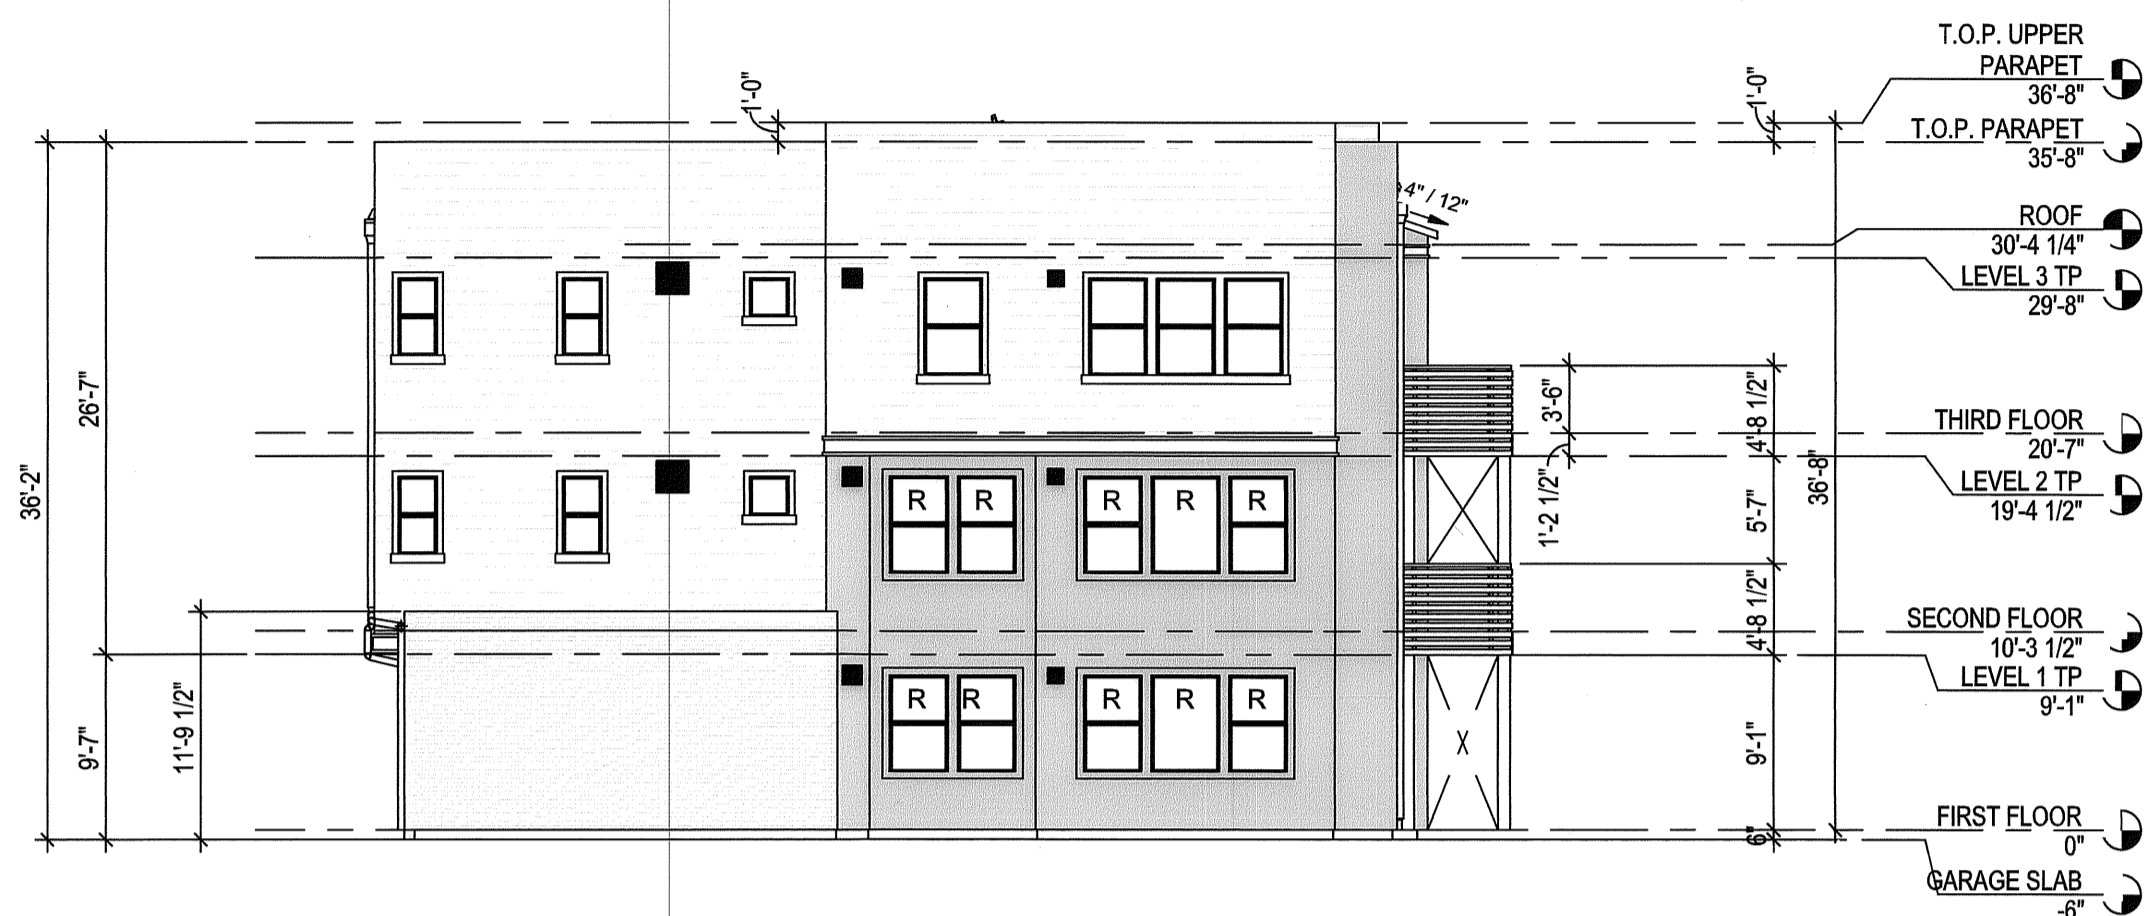 T.O.P. UPPER
PARAPET
36'-8"
T.O.P. PARAPET
35'-8"
ROOF
30'-4 1/4"
LEVEL 3 TP
29'-8"
THIRD FLOOR
20'-7"
LEVEL 2 TP
19'-4 1/2"
SECOND FLOOR
10'-3 1/2"
LEVEL 1 TP
9'-1"
FIRST FLOOR
0"
GARAGE SLAB
-6"
36'-2"
26'-7"
9'-7"
11'-9 1/2"
1'-0"
4" / 12"
R R R R R
R R R R R
X
3'-6"
1'-2 1/2"
1'-0"
4'-8 1/2"
5'-7"
4'-8 1/2"
9'-1"
6"
36'-8"